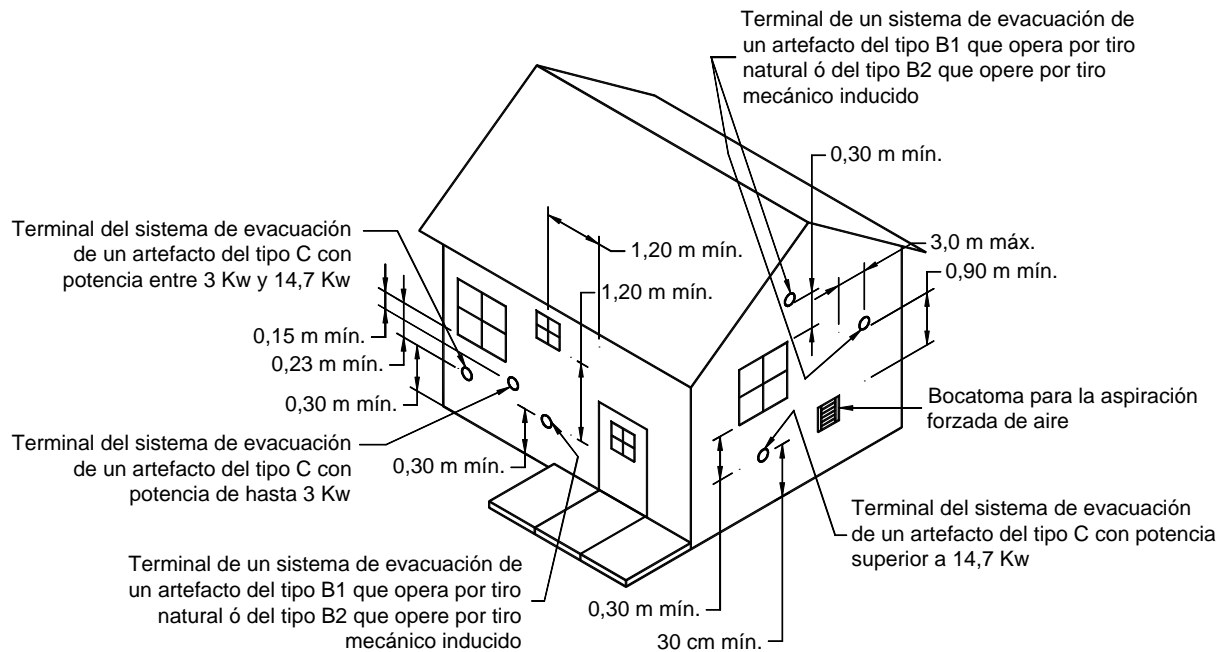 Terminal de un sistema de evacuación de
un artefacto del tipo B1 que opera por tiro
natural ó del tipo B2 que opere por tiro
mecánico inducido
0,30 m mín.
Terminal del sistema de evacuación
de un artefacto del tipo C con
potencia entre 3 Kw y 14,7 Kw
1,20 m mín.
3,0 m máx.
0,90 m mín.
1,20 m mín.
0,15 m mín.
0,23 m mín.
0,30 m mín.
Bocatoma para la aspiración
forzada de aire
Terminal del sistema de evacuación
de un artefacto del tipo C con
potencia de hasta 3 Kw
0,30 m mín.
Terminal del sistema de evacuación
de un artefacto del tipo C con potencia
superior a 14,7 Kw
Terminal de un sistema de evacuación de
un artefacto del tipo B1 que opera por tiro
natural ó del tipo B2 que opere por tiro
mecánico inducido
0,30 m mín.
30 cm mín.